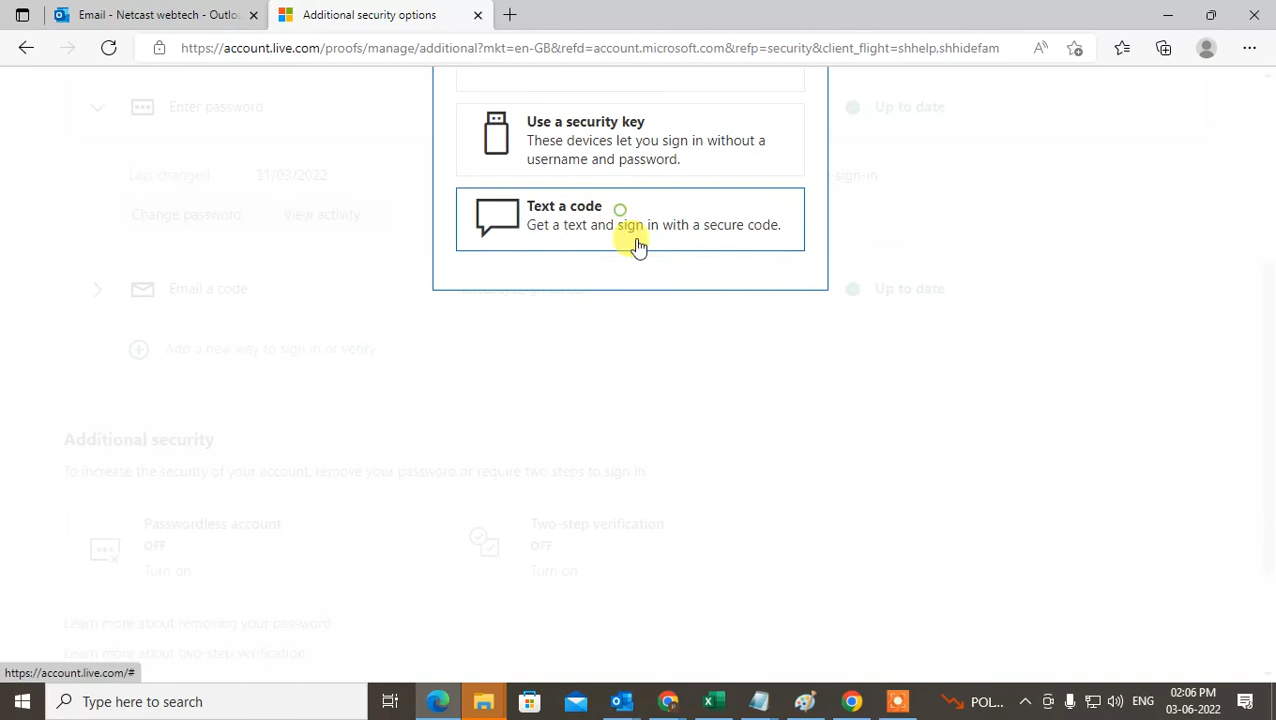 Email - Netcast webtech - Outlo
Additional security options
https://account.live.com/proofs/manage/additional?mkt=en-GB&refd=account.microsoft.com&refp=security&client_flight=shhelp,shhidefam
Enter password
Up to date
Use a security key
These devices let you sign in without a
username and password.
Last changed
31/03/2022
sign-in
Change password
View activity
Text a code
Get a text and sign in with a secure code.
Email a code
Up to date
Add a new way to sign in or verify
Additional security
To increase the security of your account, remove your password or require two steps to sign in.
Passwordless account
OFF
Turn on
Two-step verification
OFF
Turn on
Learn more about removing your password
Learn more about two-step verification
https://account.live.com/#
Type here to search
POL...
ENG
02:06 PM
03-06-2022